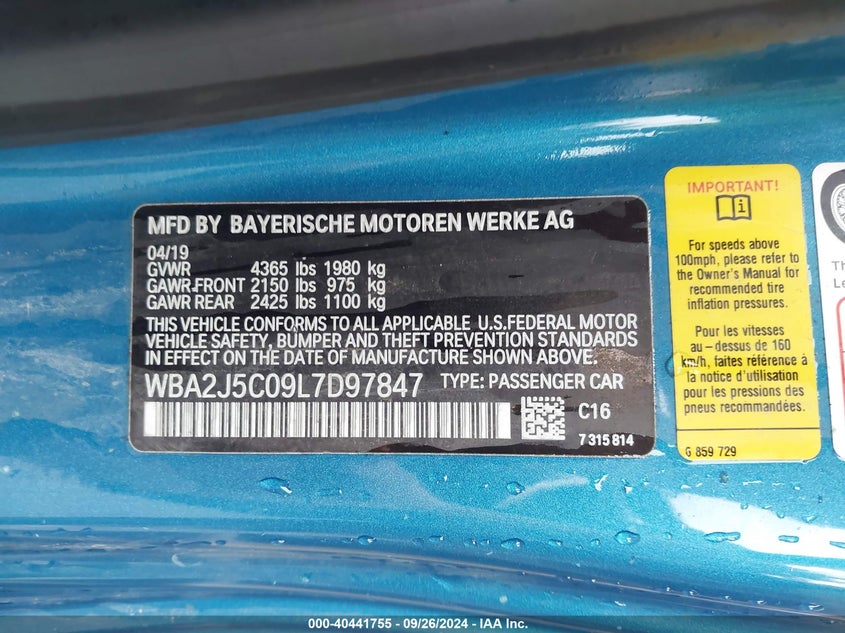 MFD BY BAYERISCHE MOTOREN WERKE AG
04/19
GVWR 4365 lbs 1980 kg
GAWR FRONT 2150 lbs 975 kg
GAWR REAR 2425 lbs 1100 kg
THIS VEHICLE CONFORMS TO ALL APPLICABLE U.S.FEDERAL MOTOR
VEHICLE SAFETY, BUMPER AND THEFT PREVENTION STANDARDS
IN EFFECT ON THE DATE OF MANUFACTURE SHOWN ABOVE.
WBA2J5C09L7D97847 TYPE: PASSENGER CAR
C16
7 315 814
IMPORTANT!
For speeds above
100mph, please refer to
the Owner's Manual for
recommended tire
inflation pressures.
Pour les vitesses
au-dessus de 160
km/h, faites référence à
la notice d'utilisation
pour les pressions des
pneus recommandées.
G 859 729
000-40441755 - 09/26/2024 - IAA Inc.